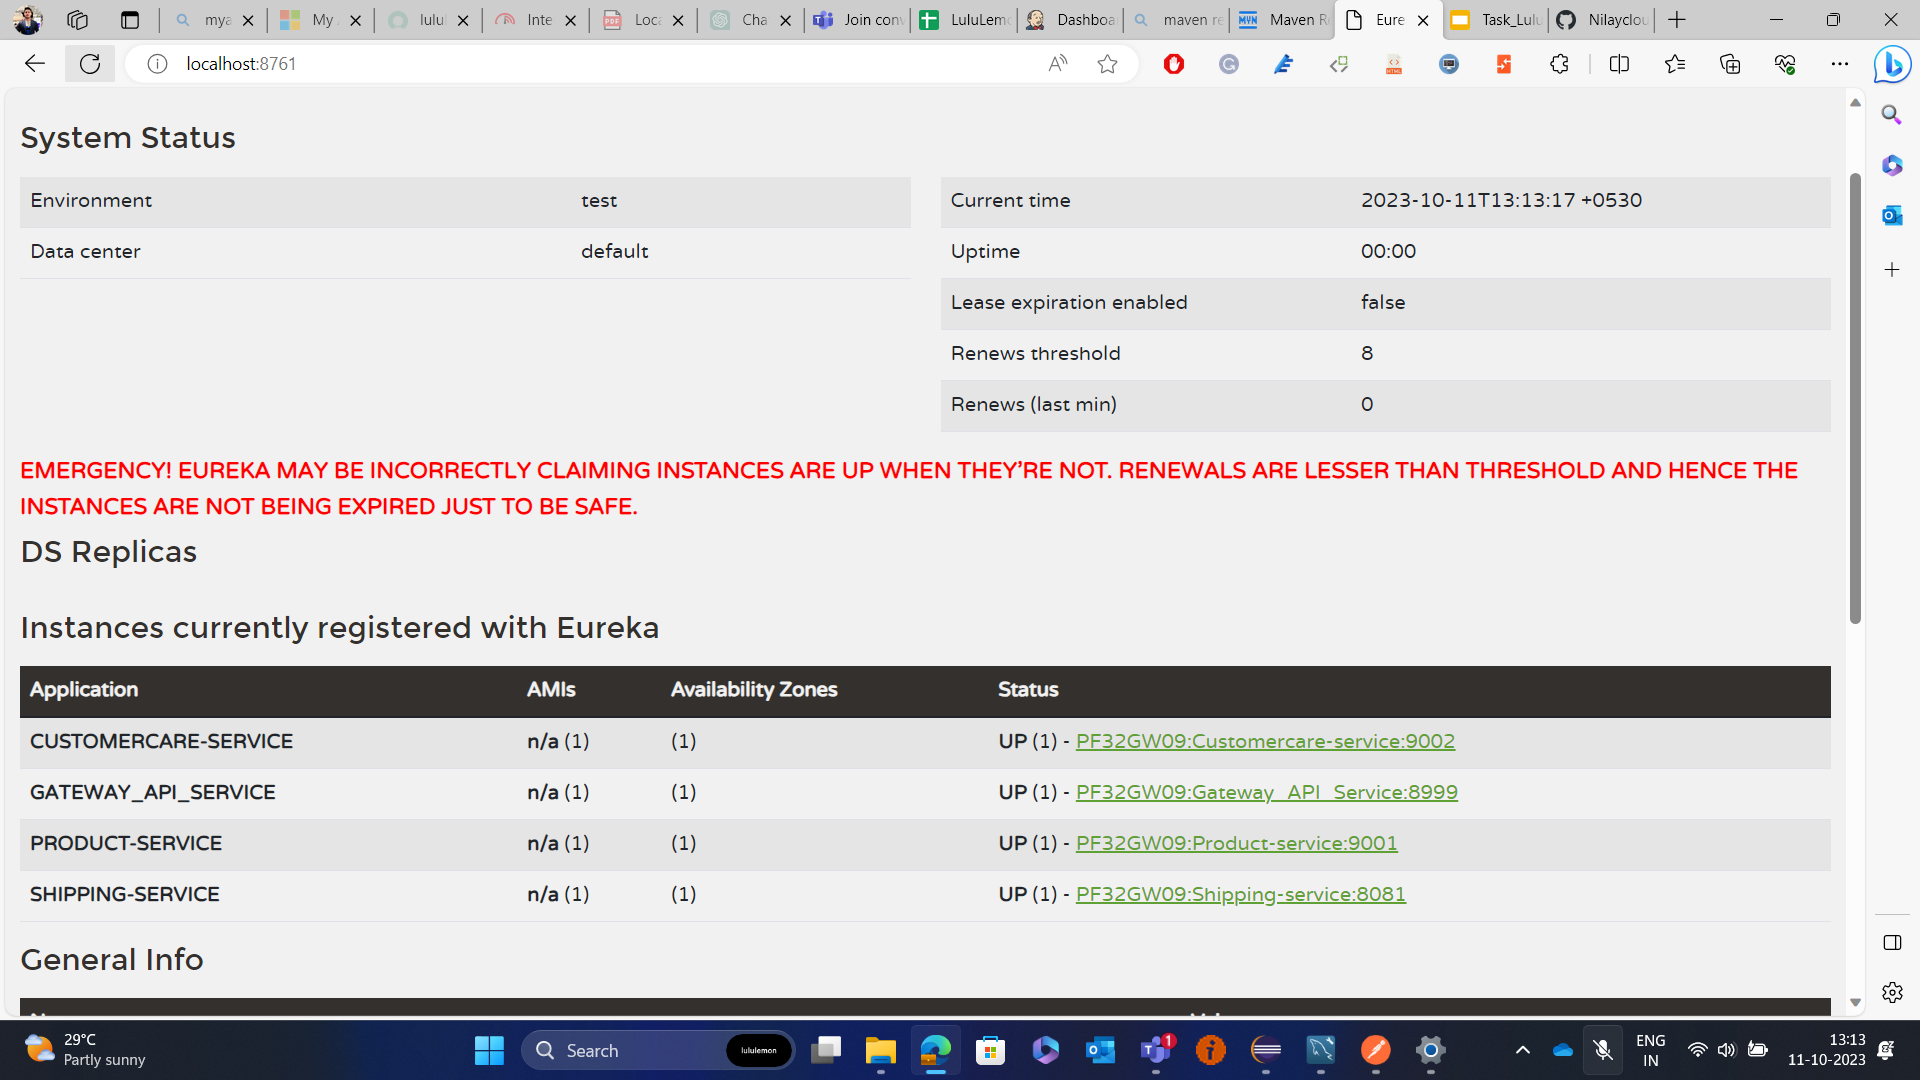 mya
My
lulul
Inte
Loca
Cha
Join conv
LuluLem
Dashboa
maven re
Maven R
Eure
Task_Lulu
Nilayclou
localhost:8761
System Status
Environment test
Data center default
Current time 2023-10-11T13:13:17 +0530
Uptime 00:00
Lease expiration enabled false
Renews threshold 8
Renews (last min) 0
EMERGENCY! EUREKA MAY BE INCORRECTLY CLAIMING INSTANCES ARE UP WHEN THEY'RE NOT. RENEWALS ARE LESSER THAN THRESHOLD AND HENCE THE
INSTANCES ARE NOT BEING EXPIRED JUST TO BE SAFE.
DS Replicas
Instances currently registered with Eureka
Application AMIs Availability Zones Status
CUSTOMERCARE-SERVICE n/a (1) (1) UP (1) - PF32GW09:Customercare-service:9002
GATEWAY_API_SERVICE n/a (1) (1) UP (1) - PF32GW09:Gateway_API_Service:8999
PRODUCT-SERVICE n/a (1) (1) UP (1) - PF32GW09:Product-service:9001
SHIPPING-SERVICE n/a (1) (1) UP (1) - PF32GW09:Shipping-service:8081
General Info
29°C
Partly sunny
Search
lululemon
1
ENG
IN
13:13
11-10-2023